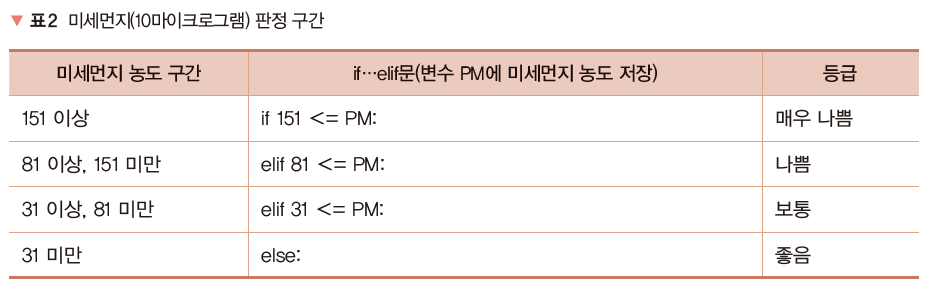 ▼ 표2 미세먼지(10마이크로그램) 판정 구간
미세먼지 농도 구간 if…elif문(변수 PM에 미세먼지 농도 저장) 등급
151 이상 if 151 <= PM: 매우 나쁨
81 이상, 151 미만 elif 81 <= PM: 나쁨
31 이상, 81 미만 elif 31 <= PM: 보통
31 미만 else: 좋음